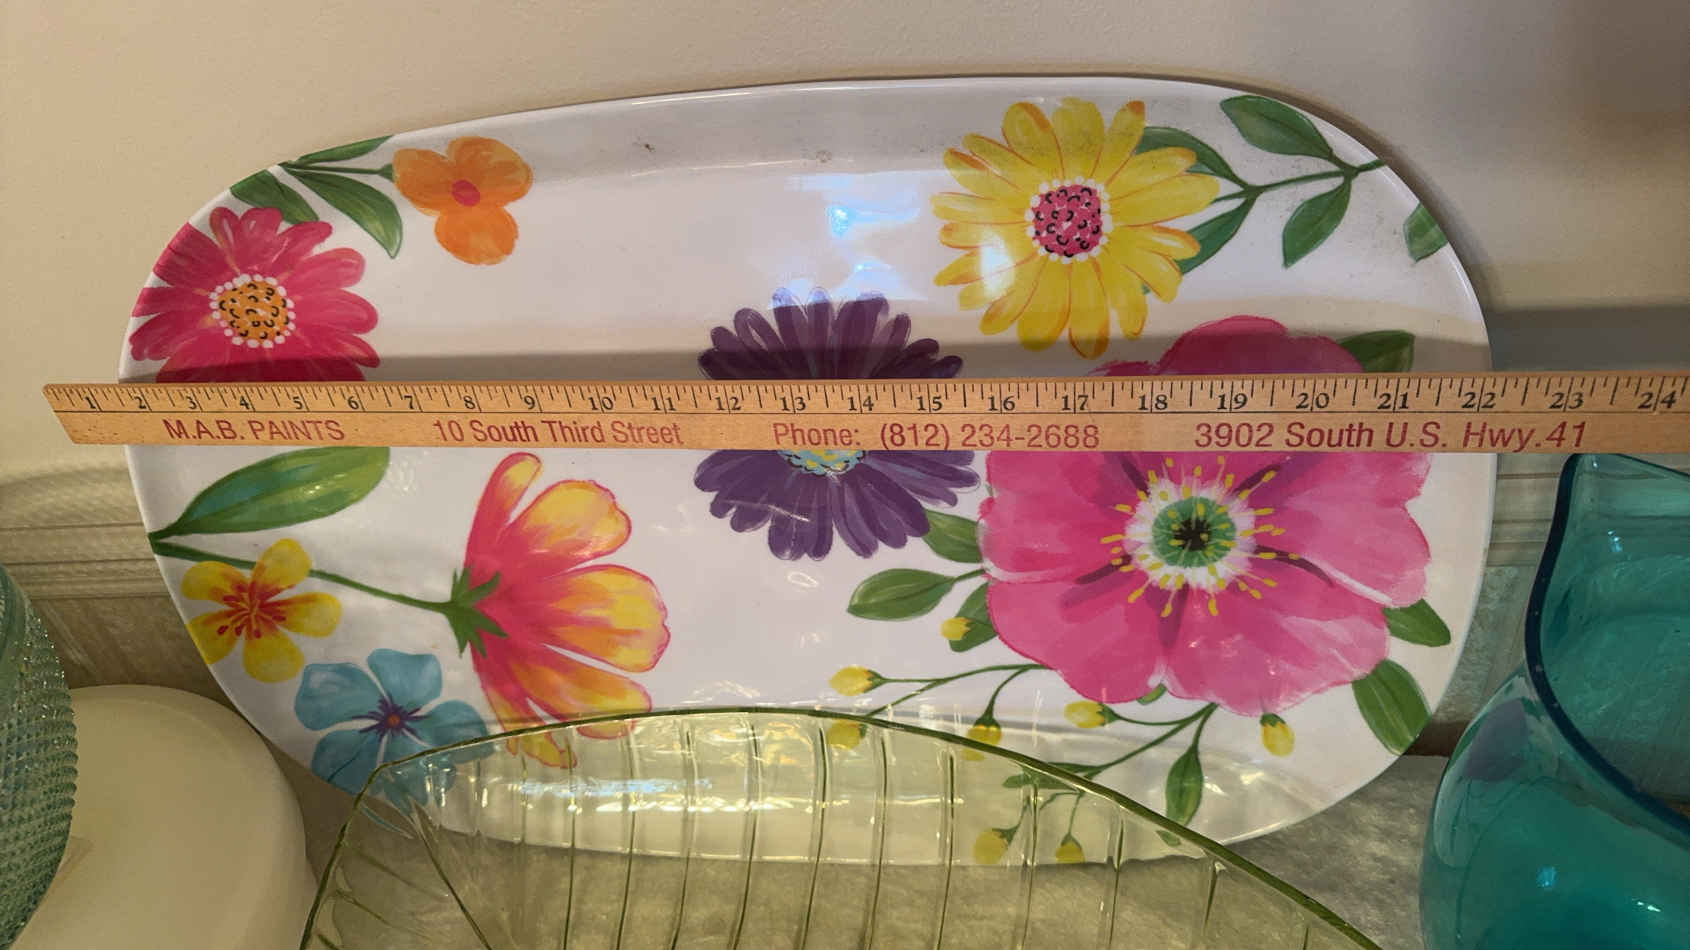 1 2 3 4 5 6 7 8 9 10 11 12 13 14 15 16 17 18 19 20 21 22 23 24
M.A.B. PAINTS 10 South Third Street Phone: (812) 234-2688 3902 South U.S. Hwy. 41